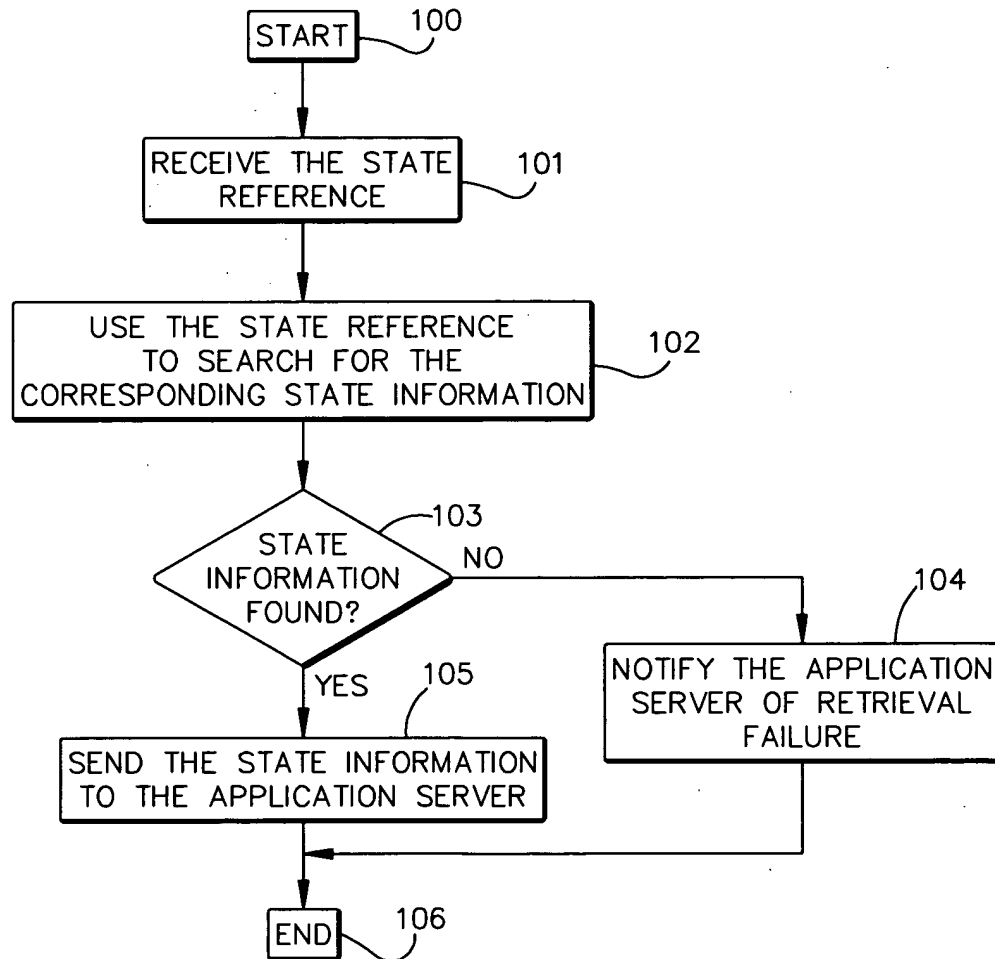 START
100
RECEIVE THE STATE
REFERENCE
101
USE THE STATE REFERENCE
TO SEARCH FOR THE
CORRESPONDING STATE INFORMATION
102
STATE
INFORMATION
FOUND?
103
NO
YES
NOTIFY THE APPLICATION
SERVER OF RETRIEVAL
FAILURE
104
SEND THE STATE INFORMATION
TO THE APPLICATION SERVER
105
END
106